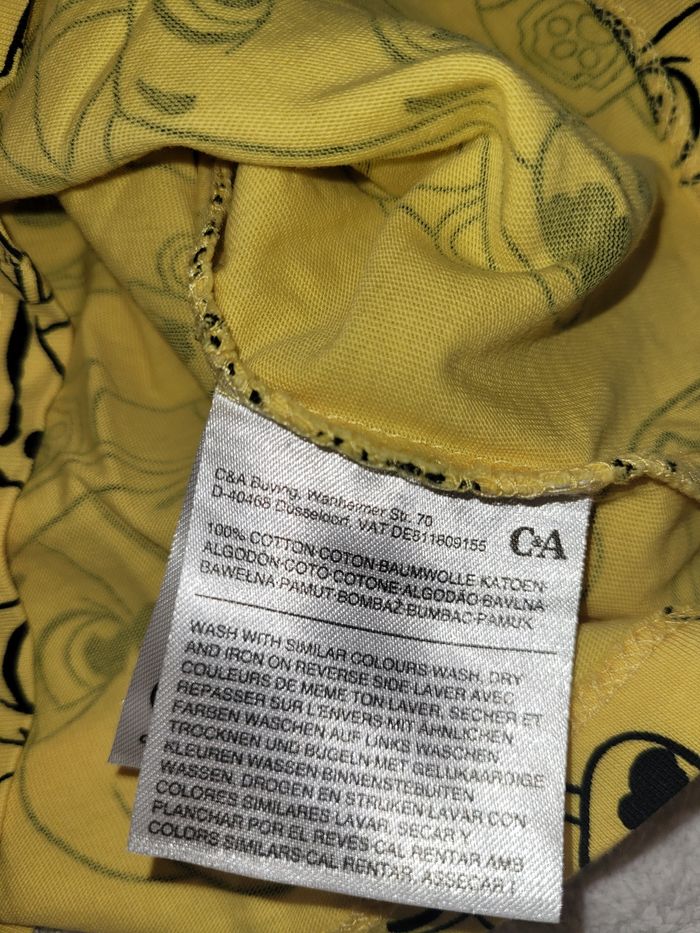 C&A Buying, Wanheimer Str. 70
D-40468 Düsseldorf, VAT DE811809155
C&A
100% COTTON·COTON·BAUMWOLLE·KATOEN·
ALGODÓN·COTÓ·COTONE·ALGODÃO·BAVLNA·
BAWEŁNA·PAMUT·BOMBAŽ·BUMBAC·PAMUK
WASH WITH SIMILAR COLOURS·WASH, DRY
AND IRON ON REVERSE SIDE·LAVER AVEC
COULEURS DE MEME TON·LAVER, SECHER ET
REPASSER SUR L'ENVERS·MIT ÄHNLICHEN
FARBEN WASCHEN·AUF LINKS WASCHEN,
TROCKNEN UND BÜGELN·MET GELIJKAARDIGE
KLEUREN WASSEN·BINNENSTEBUITEN
WASSEN, DROGEN EN STRIJKEN·LAVAR CON
COLORES SIMILARES·LAVAR, SECAR Y
PLANCHAR POR EL REVÉS·CAL RENTAR AMB
COLORS SIMILARS·CAL RENTAR, ASSECAR I